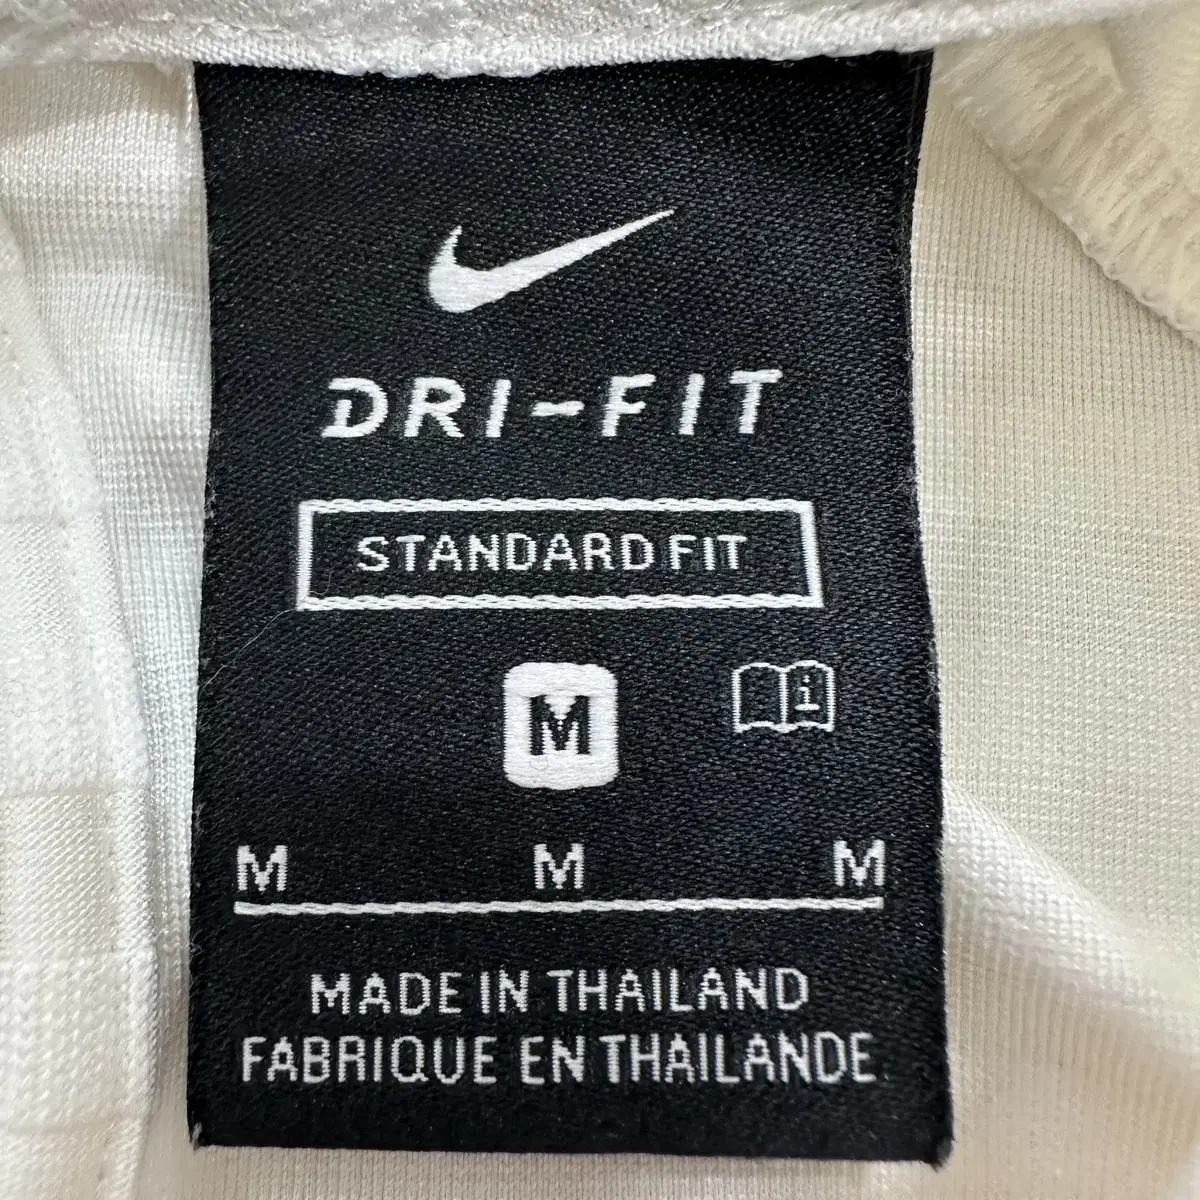 DRI-FIT
STANDARD FIT
M
i
M M M
MADE IN THAILAND
FABRIQUE EN THAILANDE